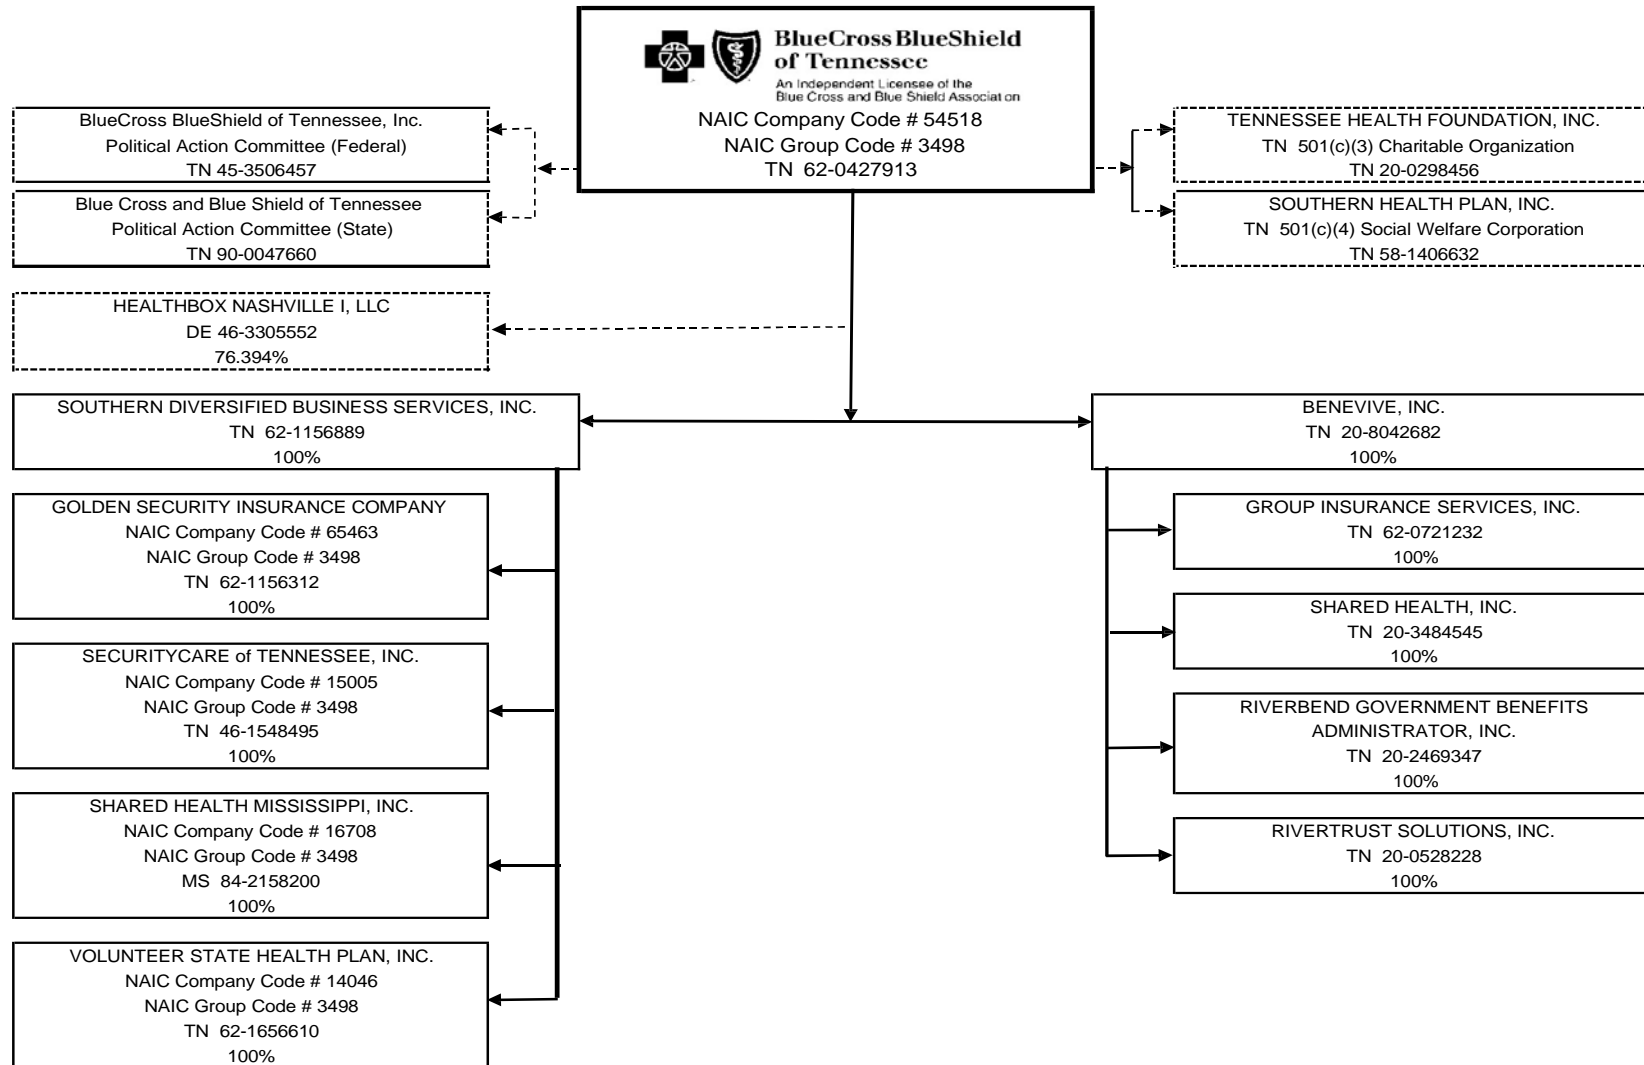 BlueCross BlueShield
of Tennessee
An Independent Licensee of the
Blue Cross and Blue Shield Association
NAIC Company Code # 54518
NAIC Group Code # 3498
TN 62-0427913
BlueCross BlueShield of Tennessee, Inc.
Political Action Committee (Federal)
TN 45-3506457
Blue Cross and Blue Shield of Tennessee
Political Action Committee (State)
TN 90-0047660
TENNESSEE HEALTH FOUNDATION, INC.
TN 501(c)(3) Charitable Organization
TN 20-0298456
SOUTHERN HEALTH PLAN, INC.
TN 501(c)(4) Social Welfare Corporation
TN 58-1406632
HEALTHBOX NASHVILLE I, LLC
DE 46-3305552
76.394%
SOUTHERN DIVERSIFIED BUSINESS SERVICES, INC.
TN 62-1156889
100%
BENEVIVE, INC.
TN 20-8042682
100%
GOLDEN SECURITY INSURANCE COMPANY
NAIC Company Code # 65463
NAIC Group Code # 3498
TN 62-1156312
100%
SECURITYCARE of TENNESSEE, INC.
NAIC Company Code # 15005
NAIC Group Code # 3498
TN 46-1548495
100%
SHARED HEALTH MISSISSIPPI, INC.
NAIC Company Code # 16708
NAIC Group Code # 3498
MS 84-2158200
100%
VOLUNTEER STATE HEALTH PLAN, INC.
NAIC Company Code # 14046
NAIC Group Code # 3498
TN 62-1656610
100%
GROUP INSURANCE SERVICES, INC.
TN 62-0721232
100%
SHARED HEALTH, INC.
TN 20-3484545
100%
RIVERBEND GOVERNMENT BENEFITS
ADMINISTRATOR, INC.
TN 20-2469347
100%
RIVERTRUST SOLUTIONS, INC.
TN 20-0528228
100%